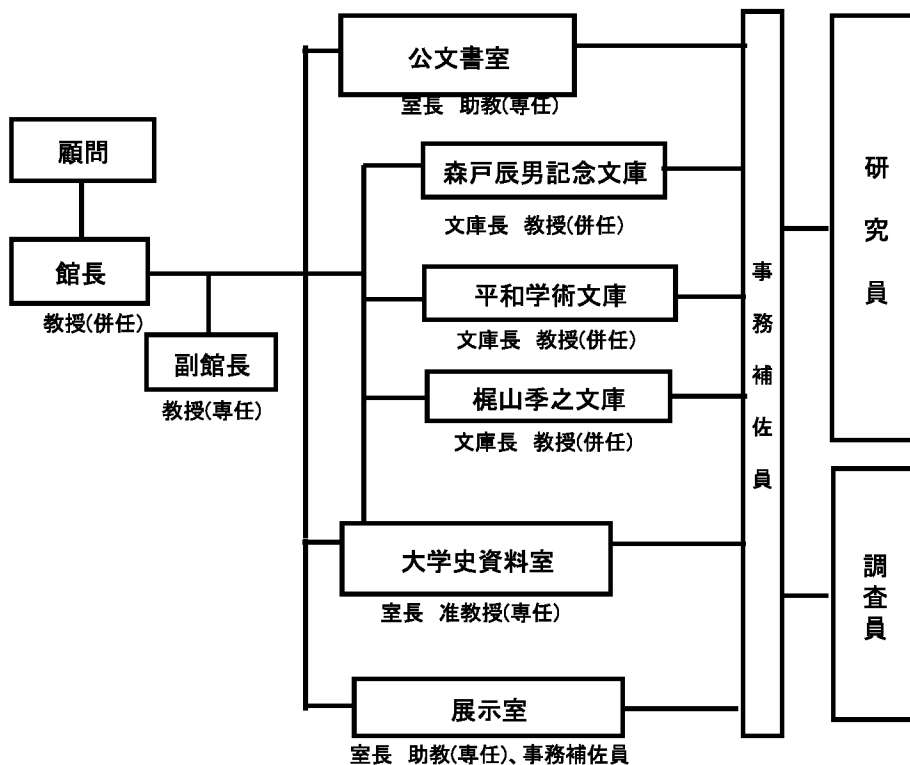 公文書室
室長 助教(専任)
顧問
館長
教授(併任)
副館長
教授(専任)
森戸辰男記念文庫
文庫長 教授(併任)
平和学術文庫
文庫長 教授(併任)
梶山季之文庫
文庫長 教授(併任)
大学史資料室
室長 准教授(専任)
展示室
室長 助教(専任)、事務補佐員
事務補佐員
研究員
調査員